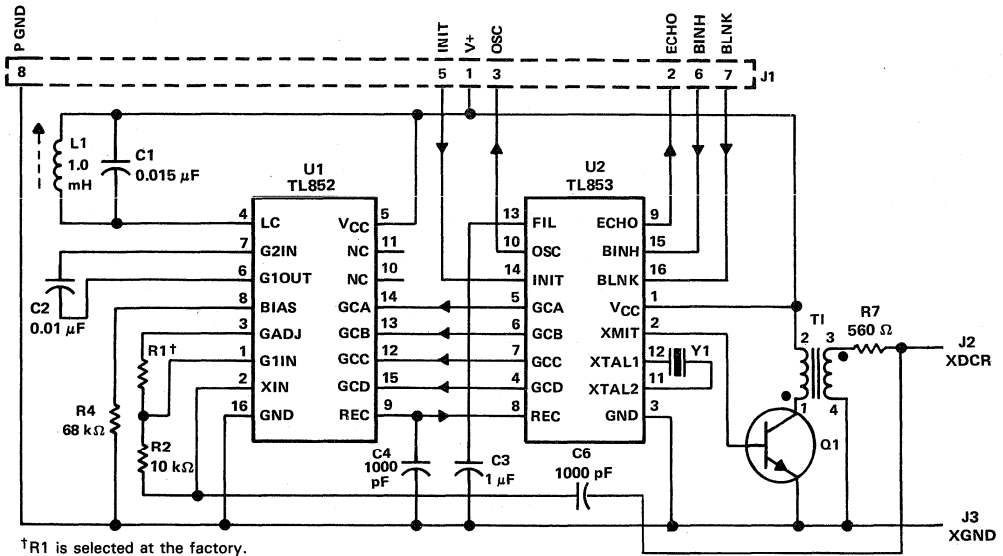 PGND
INIT
V+
OSC
ECHO
BINH
BLNK
8
5
1
3
2
6
7
J1
L1
1.0
mH
C1
0.015 μF
U1
TL852
U2
TL853
4
LC
7
G2IN
6
G1OUT
8
BIAS
3
GADJ
1
G1IN
2
XIN
16
GND
VCC
5
NC
11
NC
10
GCA
14
GCB
13
GCC
12
GCD
15
REC
9
13
FIL
10
OSC
14
INIT
5
GCA
6
GCB
7
GCC
4
GCD
8
REC
ECHO
9
BINH
15
BLNK
16
VCC
1
XMIT
2
XTAL1
12
Y1
XTAL2
11
GND
3
C2
0.01 μF
R1†
R4
68 kΩ
R2
10 kΩ
C4
1000
pF
C3
1 μF
C6
1000 pF
T1
2
3
1
4
R7
560 Ω
J2
XDCR
Q1
J3
XGND
†R1 is selected at the factory.